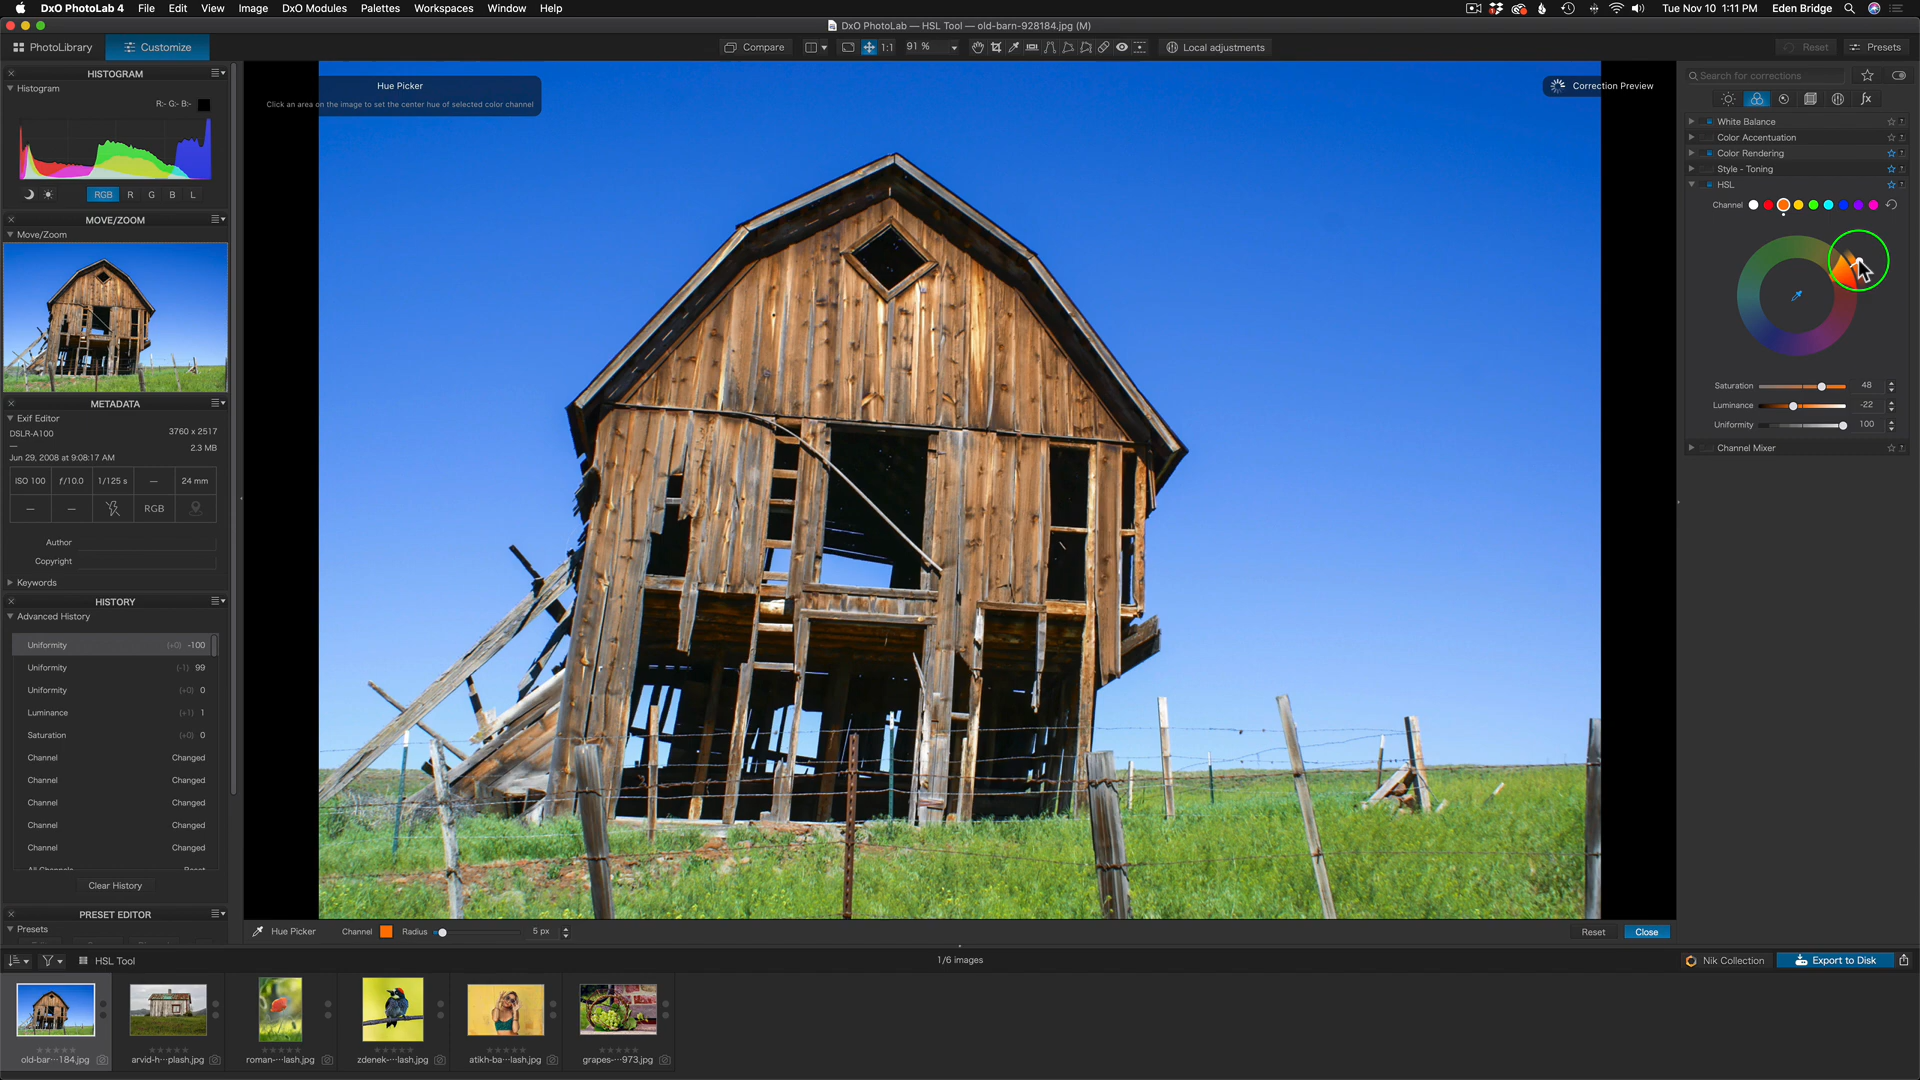 DxO PhotoLab 4 File Edit View Image DxO Modules Palettes Workspaces Window Help Tue Nov 10 1:11 PM Eden Bridge
DxO PhotoLab — HSL Tool — old-barn-928184.jpg (M)
PhotoLibrary Customize Compare 1:1 91 % Local adjustments Reset Presets
HISTOGRAM
Histogram
R:- G:- B:-
RGB R G B L
MOVE/ZOOM
Move/Zoom
METADATA
Exif Editor
DSLR-A100 3760 x 2517
— 2.3 MB
Jun 29, 2008 at 9:08:17 AM
ISO 100 ƒ/10.0 1/125 s — 24 mm
— — RGB
Author
Copyright
Keywords
HISTORY
Advanced History
Uniformity (+0) -100
Uniformity (-1) 99
Uniformity (+0) 0
Luminance (+1) 1
Saturation (+0) 0
Channel Changed
Channel Changed
Channel Changed
Channel Changed
Channel Changed
All Channels Reset
Clear History
PRESET EDITOR
Presets
Hue Picker
Click an area on the image to set the center hue of selected color channel
Correction Preview
Search for corrections
fx
White Balance
Color Accentuation
Color Rendering
Style - Toning
HSL
Channel
Saturation 48
Luminance -22
Uniformity 100
Channel Mixer
Hue Picker Channel Radius 5 px Reset Close
HSL Tool 1/6 images Nik Collection Export to Disk
old-bar···184.jpg arvid-h···plash.jpg roman-···lash.jpg zdenek-···lash.jpg atikh-ba···lash.jpg grapes-···973.jpg